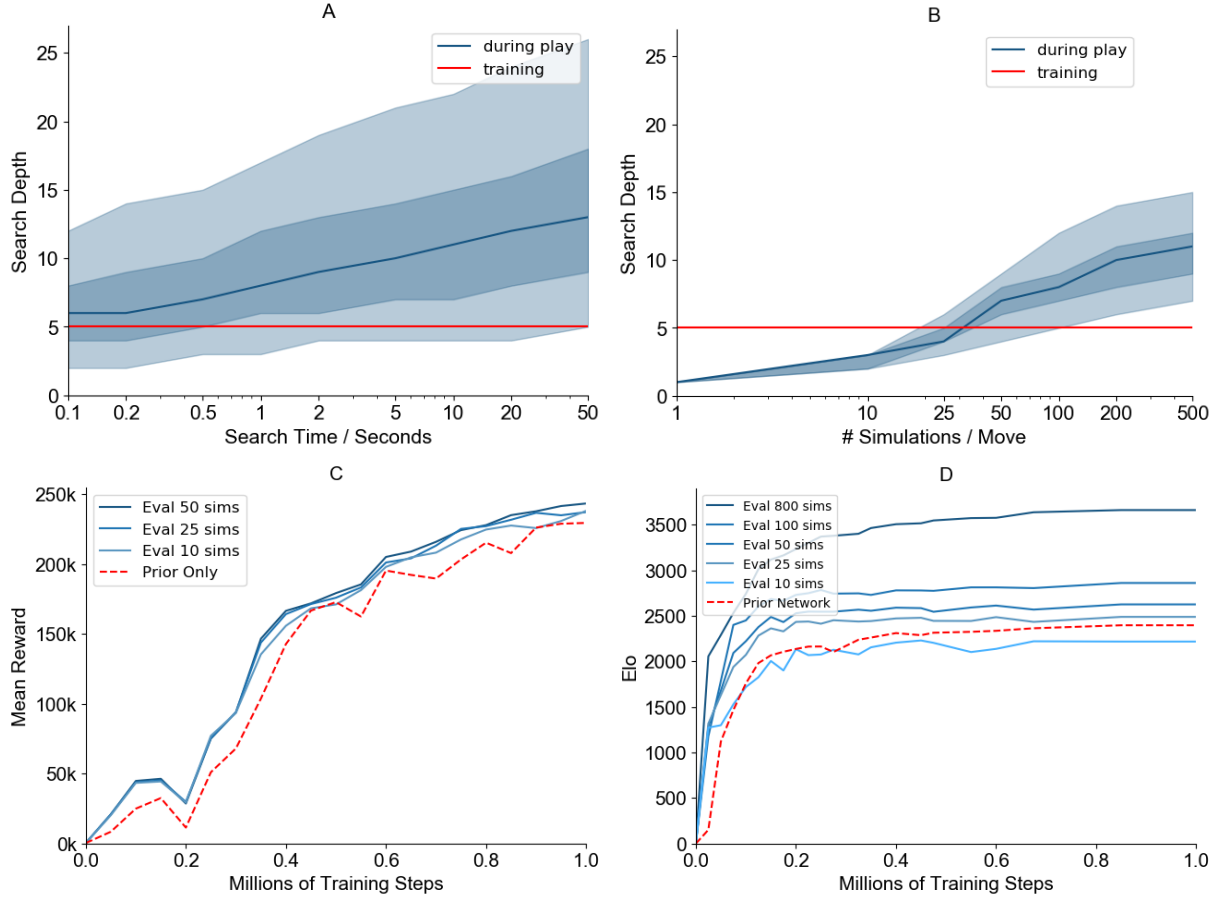 A
during play
training
25
20
15
10
5
0
Search Depth
0.1 0.2 0.5 1 2 5 10 20 50
Search Time / Seconds
B
during play
training
25
20
15
10
5
0
Search Depth
1 10 25 50 100 200 500
# Simulations / Move
C
Eval 50 sims
Eval 25 sims
Eval 10 sims
Prior Only
250k
200k
150k
100k
50k
0k
Mean Reward
0.0 0.2 0.4 0.6 0.8 1.0
Millions of Training Steps
D
Eval 800 sims
Eval 100 sims
Eval 50 sims
Eval 25 sims
Eval 10 sims
Prior Network
3500
3000
2500
2000
1500
1000
500
0
Elo
0.0 0.2 0.4 0.6 0.8 1.0
Millions of Training Steps